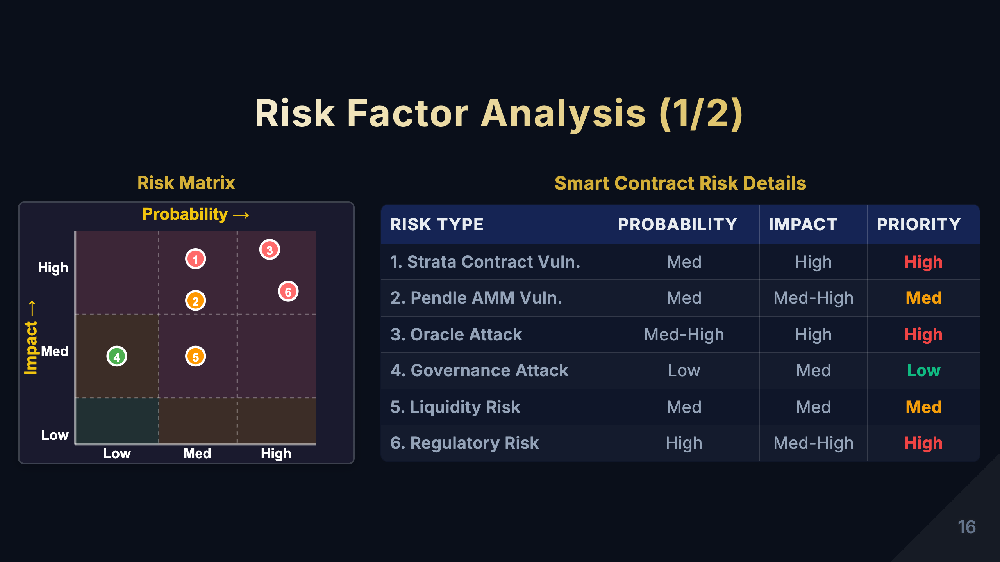 Risk Factor Analysis (1/2)
Risk Matrix
Probability →
Impact →
High
Med
Low
1
3
6
2
4
5
Low Med High
Smart Contract Risk Details
RISK TYPE PROBABILITY IMPACT PRIORITY
1. Strata Contract Vuln. Med High High
2. Pendle AMM Vuln. Med Med-High Med
3. Oracle Attack Med-High High High
4. Governance Attack Low Med Low
5. Liquidity Risk Med Med Med
6. Regulatory Risk High Med-High High
16